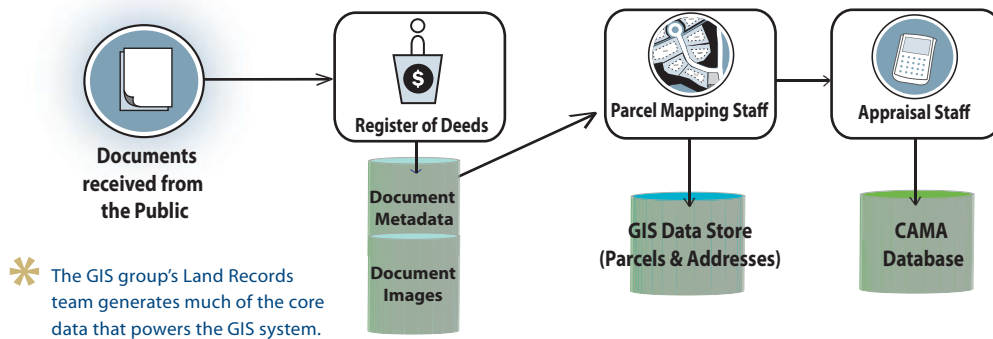 Documents
received from
the Public
$
Register of Deeds
Document
Metadata
Document
Images
Parcel Mapping Staff
GIS Data Store
(Parcels & Addresses)
Appraisal Staff
CAMA
Database
* The GIS group’s Land Records
team generates much of the core
data that powers the GIS system.